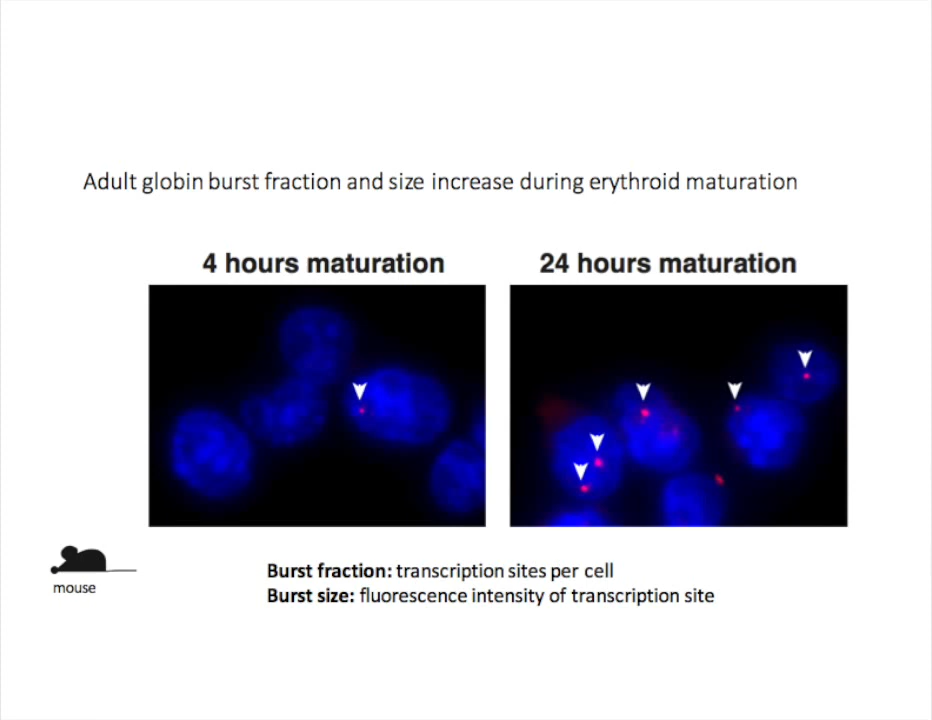 Adult globin burst fraction and size increase during erythroid maturation
4 hours maturation
24 hours maturation
mouse
Burst fraction: transcription sites per cell
Burst size: fluorescence intensity of transcription site